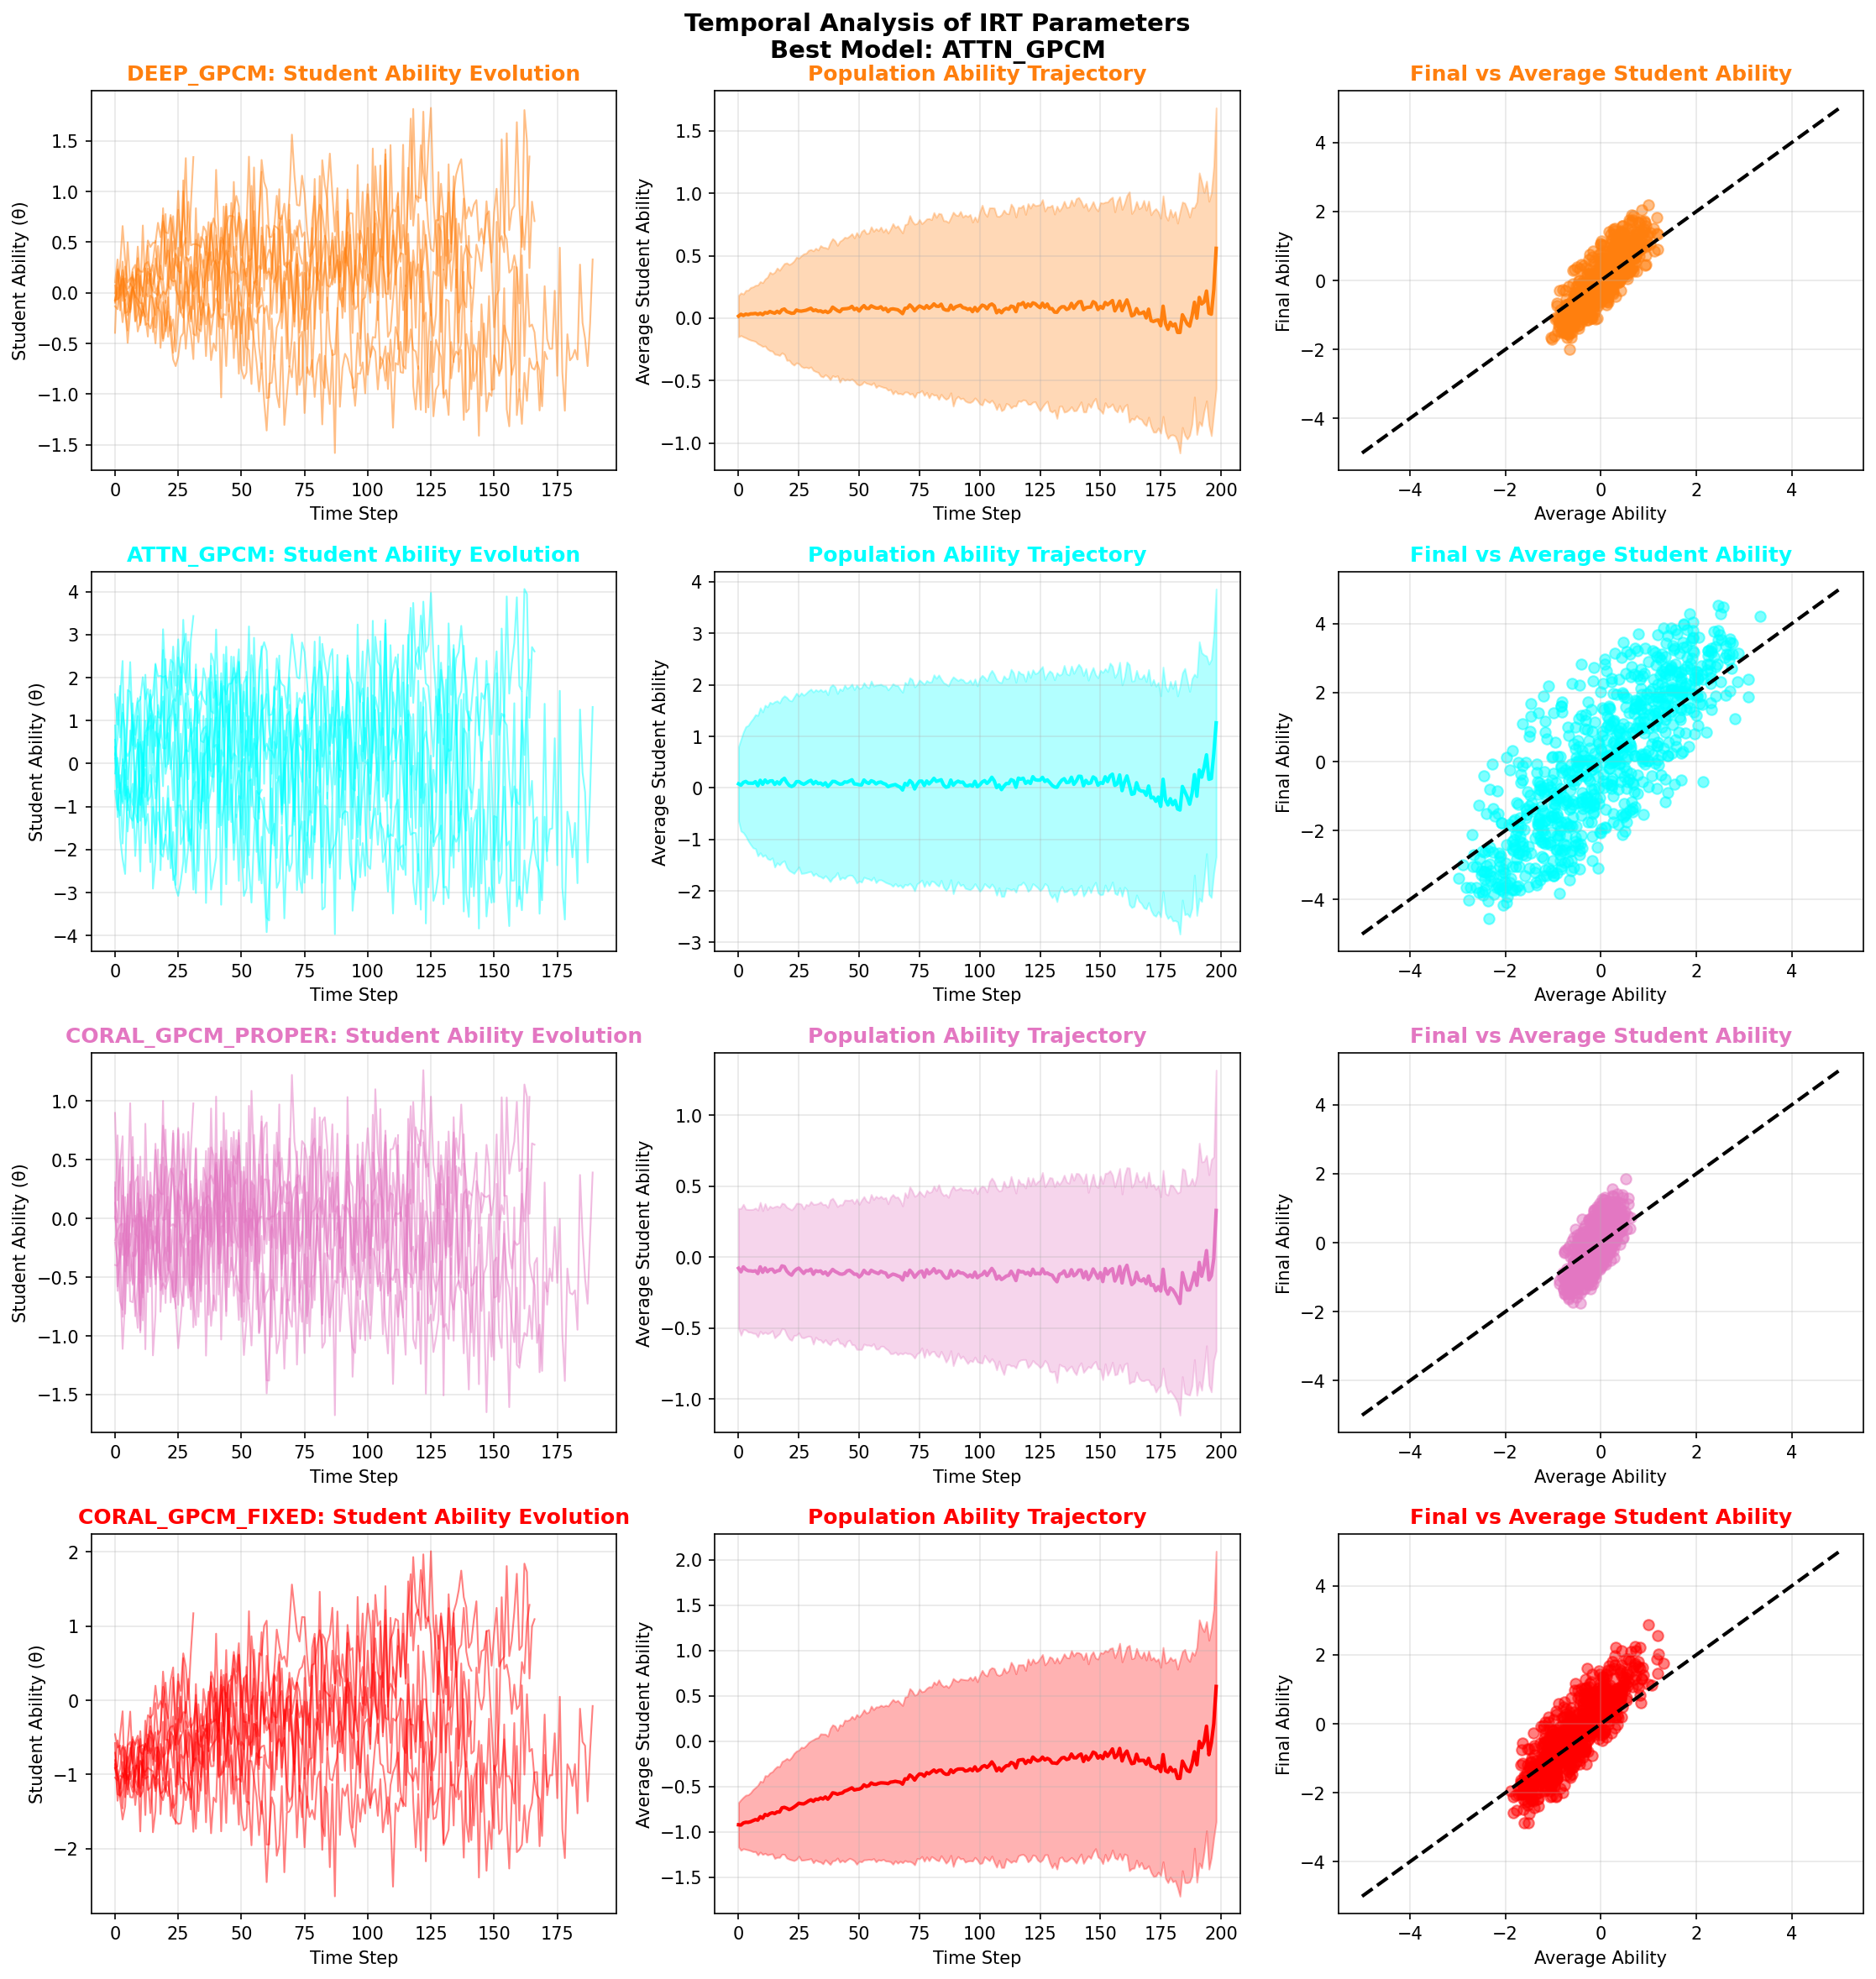 Temporal Analysis of IRT Parameters
Best Model: ATTN_GPCM
DEEP_GPCM: Student Ability Evolution
Student Ability (θ)
1.5
1.0
0.5
0.0
−0.5
−1.0
−1.5
0 25 50 75 100 125 150 175
Time Step
Population Ability Trajectory
Average Student Ability
1.5
1.0
0.5
0.0
−0.5
−1.0
0 25 50 75 100 125 150 175 200
Time Step
Final vs Average Student Ability
Final Ability
4
2
0
−2
−4
−4 −2 0 2 4
Average Ability
ATTN_GPCM: Student Ability Evolution
Student Ability (θ)
4
3
2
1
0
−1
−2
−3
−4
0 25 50 75 100 125 150 175
Time Step
Population Ability Trajectory
Average Student Ability
4
3
2
1
0
−1
−2
−3
0 25 50 75 100 125 150 175 200
Time Step
Final vs Average Student Ability
Final Ability
4
2
0
−2
−4
−4 −2 0 2 4
Average Ability
CORAL_GPCM_PROPER: Student Ability Evolution
Student Ability (θ)
1.0
0.5
0.0
−0.5
−1.0
−1.5
0 25 50 75 100 125 150 175
Time Step
Population Ability Trajectory
Average Student Ability
1.0
0.5
0.0
−0.5
−1.0
0 25 50 75 100 125 150 175 200
Time Step
Final vs Average Student Ability
Final Ability
4
2
0
−2
−4
−4 −2 0 2 4
Average Ability
CORAL_GPCM_FIXED: Student Ability Evolution
Student Ability (θ)
2
1
0
−1
−2
0 25 50 75 100 125 150 175
Time Step
Population Ability Trajectory
Average Student Ability
2.0
1.5
1.0
0.5
0.0
−0.5
−1.0
−1.5
0 25 50 75 100 125 150 175 200
Time Step
Final vs Average Student Ability
Final Ability
4
2
0
−2
−4
−4 −2 0 2 4
Average Ability